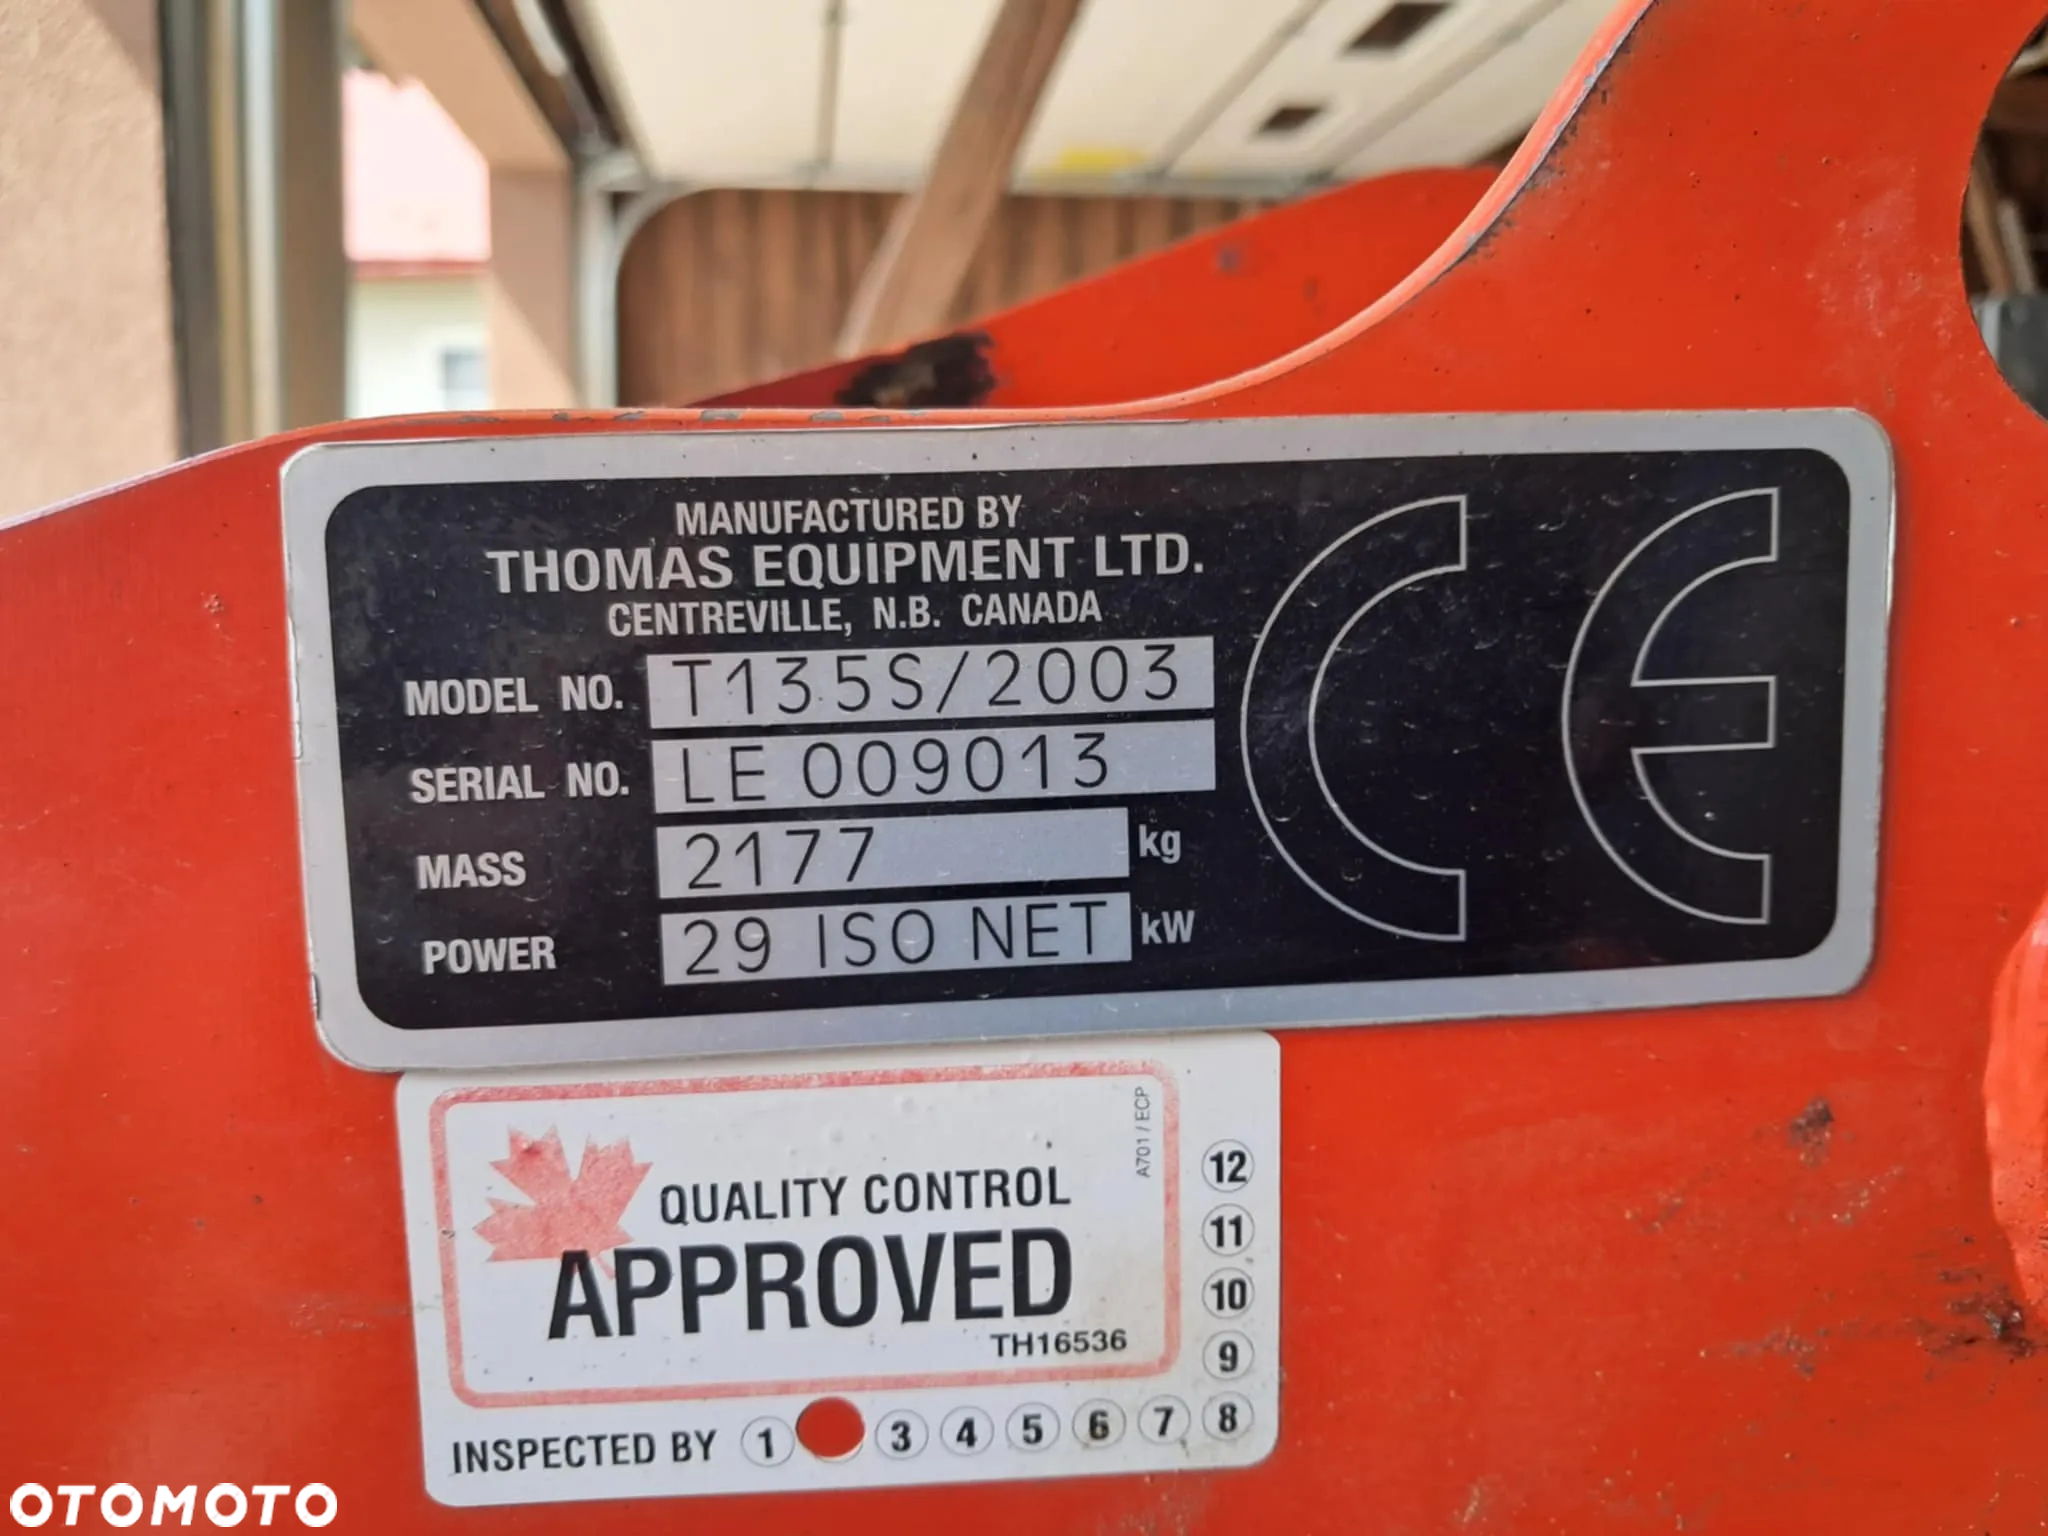 MANUFACTURED BY
THOMAS EQUIPMENT LTD.
CENTREVILLE, N.B. CANADA
MODEL NO. T135S/2003
SERIAL NO. LE 009013
MASS 2177 kg
POWER 29 ISO NET kW
CE
A701/ECP
QUALITY CONTROL
APPROVED
TH16536
12
11
10
9
INSPECTED BY 1 3 4 5 6 7 8
OTOMOTO